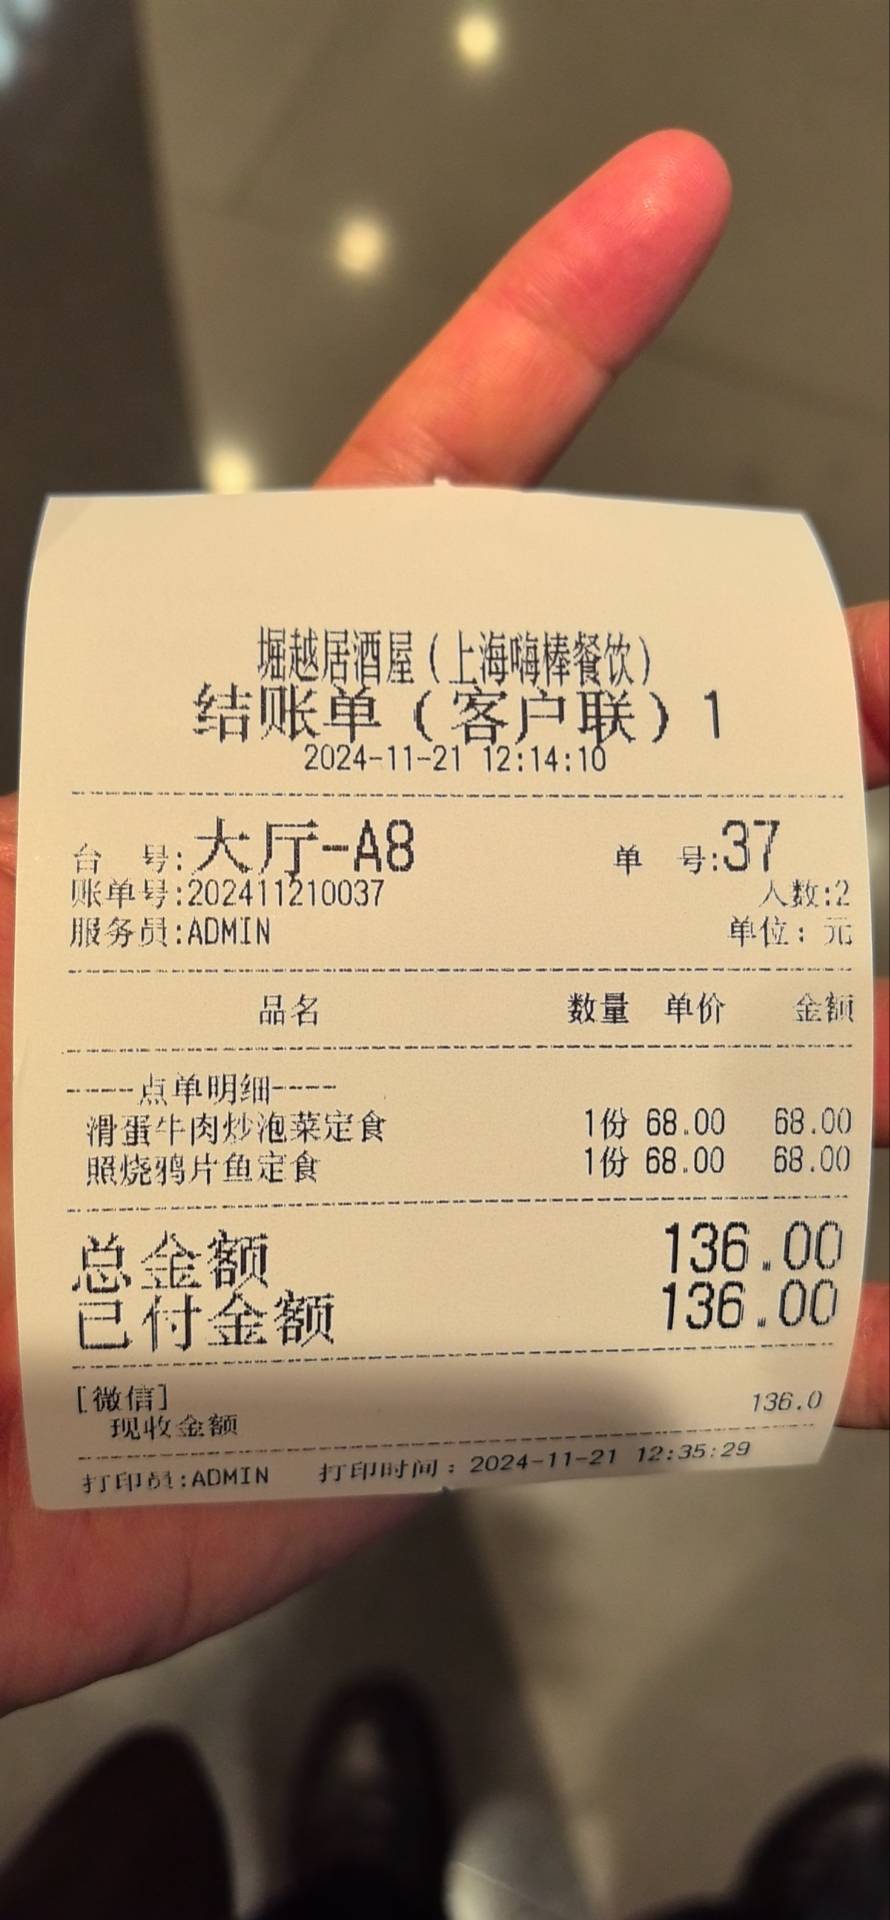 堀越居酒屋（上海嗨棒餐饮）
结账单（客户联）1
2024-11-21 12:14:10
台 号:大厅-A8 单 号:37
账单号:202411210037 人数:2
服务员:ADMIN 单位：元
品名 数量 单价 金额
----点单明细----
滑蛋牛肉炒泡菜定食 1份 68.00 68.00
照烧鸦片鱼定食 1份 68.00 68.00
总金额 136.00
已付金额 136.00
[微信] 136.0
现收金额
打印员:ADMIN 打印时间：2024-11-21 12:35:29